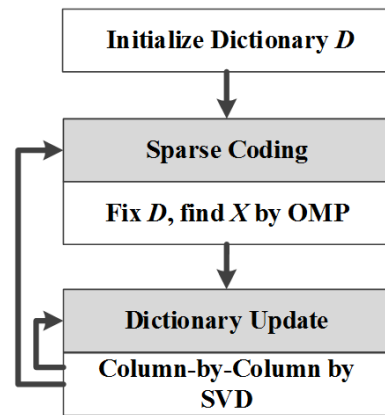 Initialize Dictionary D
Sparse Coding
Fix D, find X by OMP
Dictionary Update
Column-by-Column by
SVD